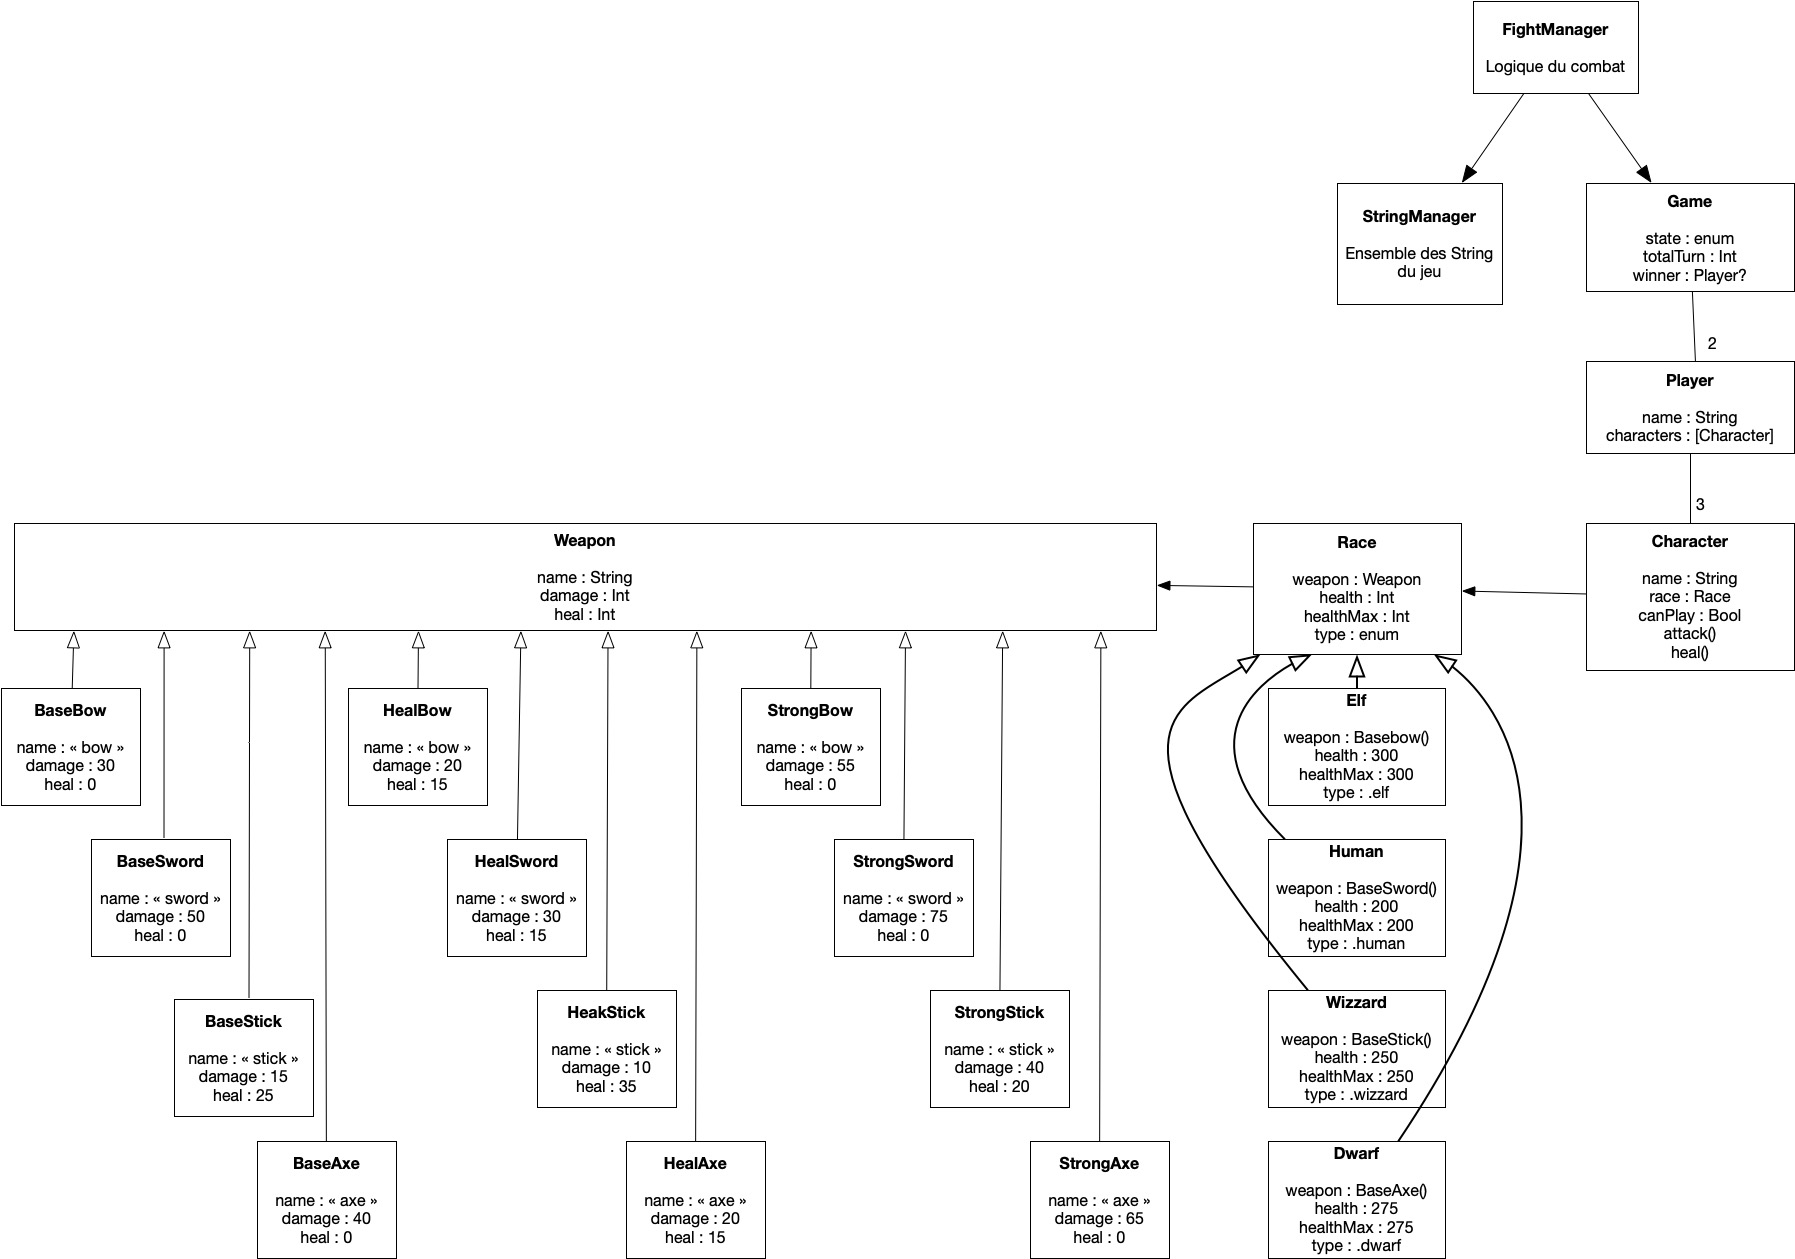 FightManager
Logique du combat
StringManager
Ensemble des String
du jeu
Game
state : enum
totalTurn : Int
winner : Player?
2
Player
name : String
characters : [Character]
3
Weapon
name : String
damage : Int
heal : Int
Race
weapon : Weapon
health : Int
healthMax : Int
type : enum
Character
name : String
race : Race
canPlay : Bool
attack()
heal()
BaseBow
name : « bow »
damage : 30
heal : 0
HealBow
name : « bow »
damage : 20
heal : 15
StrongBow
name : « bow »
damage : 55
heal : 0
Elf
weapon : Basebow()
health : 300
healthMax : 300
type : .elf
BaseSword
name : « sword »
damage : 50
heal : 0
HealSword
name : « sword »
damage : 30
heal : 15
StrongSword
name : « sword »
damage : 75
heal : 0
Human
weapon : BaseSword()
health : 200
healthMax : 200
type : .human
BaseStick
name : « stick »
damage : 15
heal : 25
HeakStick
name : « stick »
damage : 10
heal : 35
StrongStick
name : « stick »
damage : 40
heal : 20
Wizzard
weapon : BaseStick()
health : 250
healthMax : 250
type : .wizzard
BaseAxe
name : « axe »
damage : 40
heal : 0
HealAxe
name : « axe »
damage : 20
heal : 15
StrongAxe
name : « axe »
damage : 65
heal : 0
Dwarf
weapon : BaseAxe()
health : 275
healthMax : 275
type : .dwarf